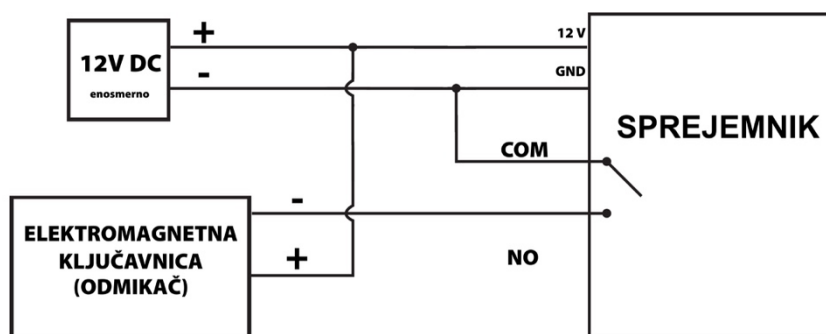 +
12 V
12V DC
enosmerno
-
GND
SPREJEMNIK
COM
-
ELEKTROMAGNETNA
KLJUČAVNICA
(ODMIKAČ)
+
NO